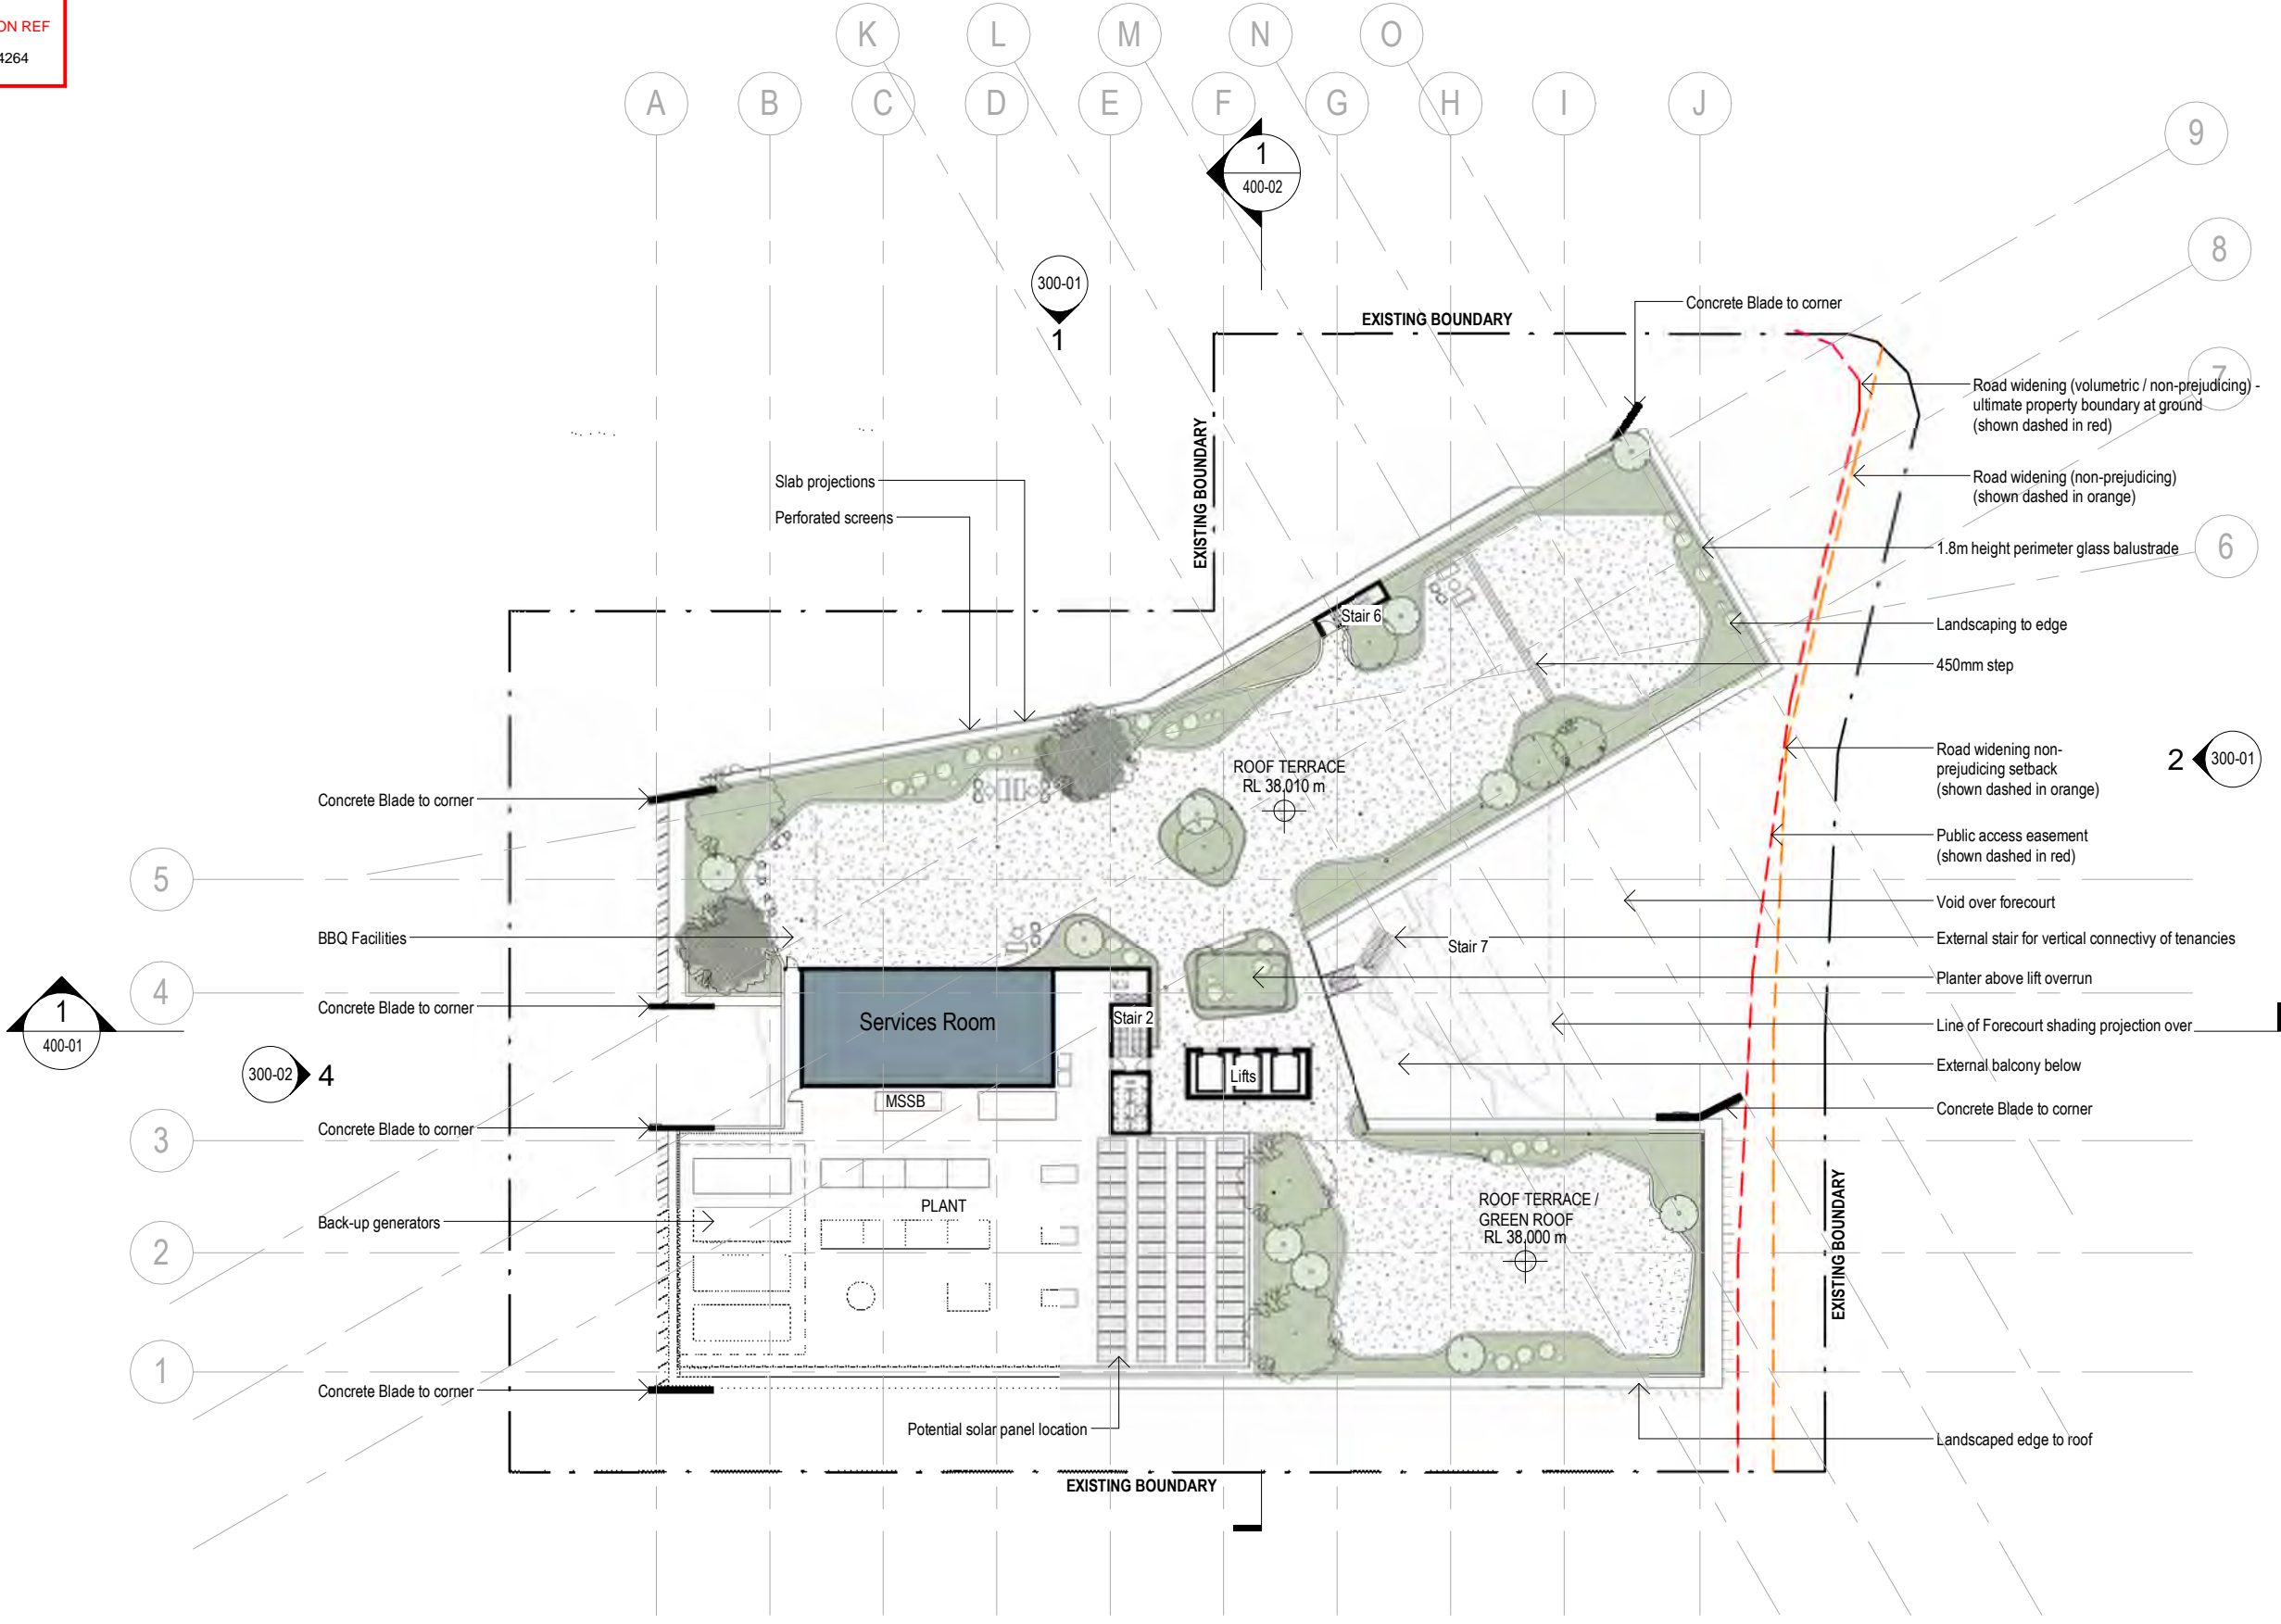 ON REF
4264
K
L
M
N
O
A
B
C
D
E
F
G
H
I
J
9
8
7
6
5
4
3
2
1
1
400-02
300-01
1
EXISTING BOUNDARY
Concrete Blade to corner
EXISTING BOUNDARY
Road widening (volumetric / non-prejudicing) -
ultimate property boundary at ground
(shown dashed in red)
Road widening (non-prejudicing)
(shown dashed in orange)
Slab projections
Perforated screens
1.8m height perimeter glass balustrade
Landscaping to edge
450mm step
Stair 6
Road widening non-
prejudicing setback
(shown dashed in orange)
2
300-01
ROOF TERRACE
RL 38,010 m
Concrete Blade to corner
Public access easement
(shown dashed in red)
Void over forecourt
BBQ Facilities
External stair for vertical connectivy of tenancies
Stair 7
Planter above lift overrun
1
400-01
Concrete Blade to corner
Services Room
Stair 2
Line of Forecourt shading projection over
300-02
4
External balcony below
Lifts
MSSB
Concrete Blade to corner
Concrete Blade to corner
PLANT
ROOF TERRACE /
GREEN ROOF
RL 38,000 m
Back-up generators
EXISTING BOUNDARY
Concrete Blade to corner
Potential solar panel location
Landscaped edge to roof
EXISTING BOUNDARY